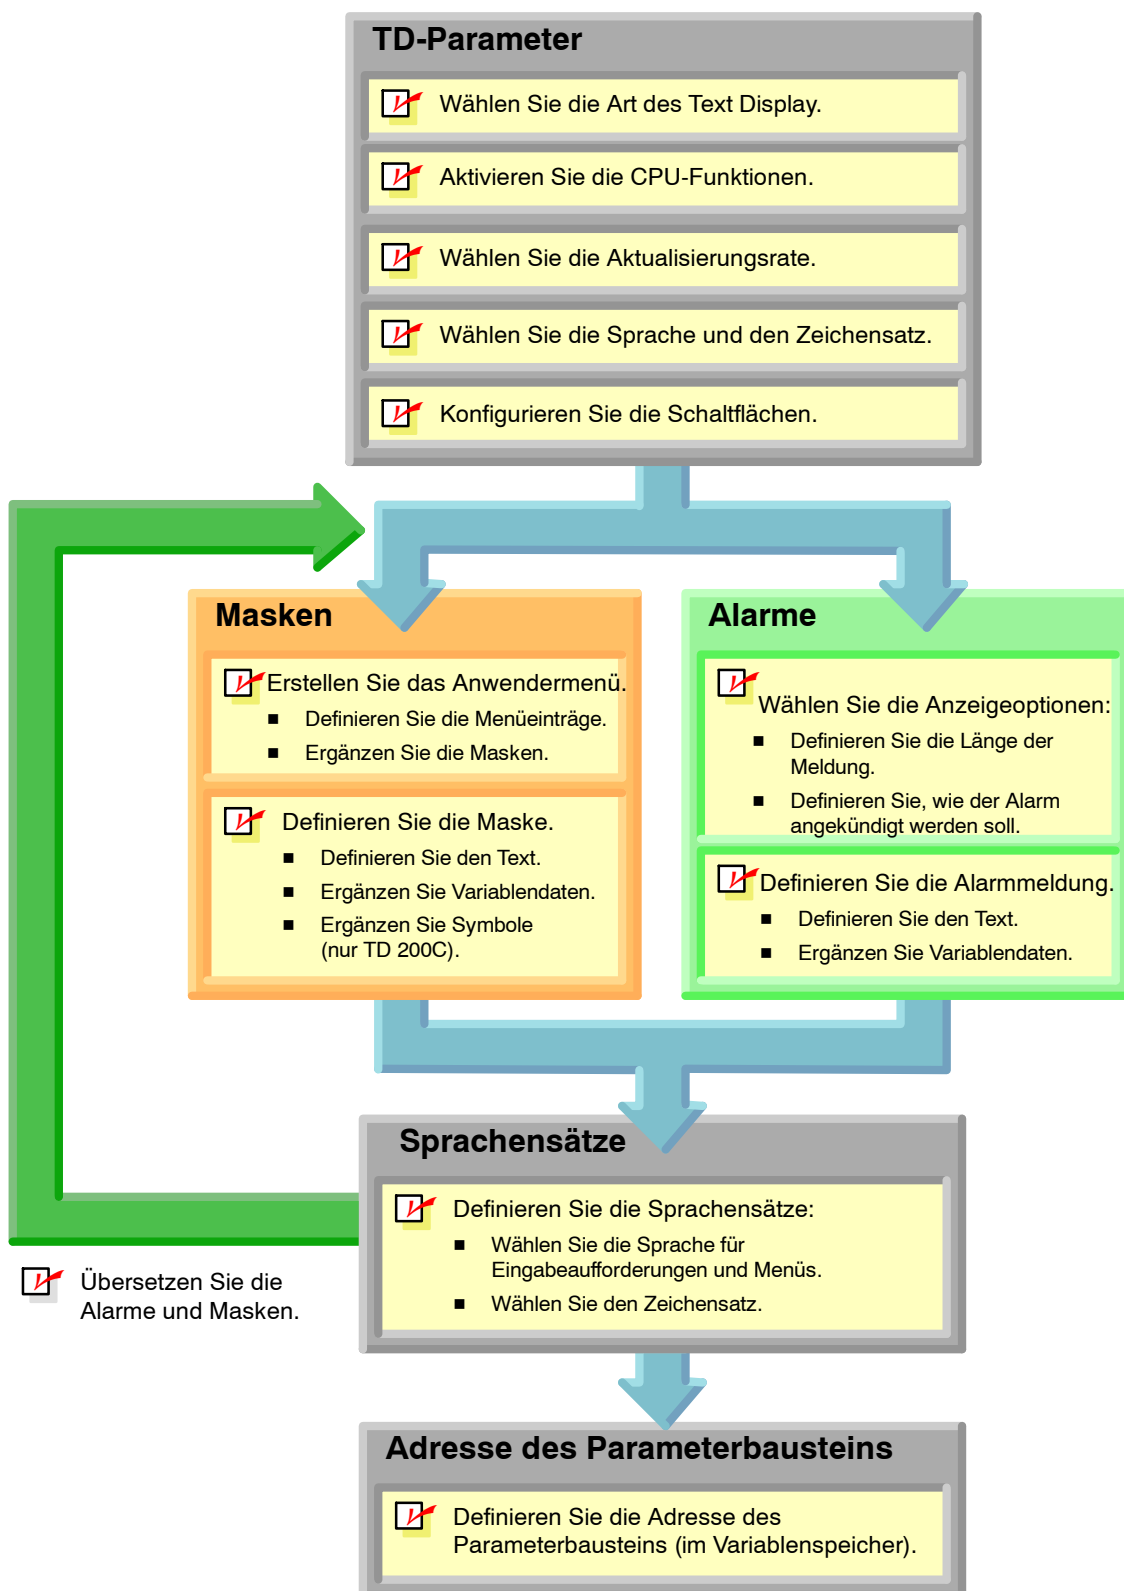 TD-Parameter
Wählen Sie die Art des Text Display.
Aktivieren Sie die CPU-Funktionen.
Wählen Sie die Aktualisierungsrate.
Wählen Sie die Sprache und den Zeichensatz.
Konfigurieren Sie die Schaltflächen.
Masken
Erstellen Sie das Anwendermenü.
■ Definieren Sie die Menüeinträge.
■ Ergänzen Sie die Masken.
Definieren Sie die Maske.
■ Definieren Sie den Text.
■ Ergänzen Sie Variablendaten.
■ Ergänzen Sie Symbole
(nur TD 200C).
Alarme
Wählen Sie die Anzeigeoptionen:
■ Definieren Sie die Länge der
Meldung.
■ Definieren Sie, wie der Alarm
angekündigt werden soll.
Definieren Sie die Alarmmeldung.
■ Definieren Sie den Text.
■ Ergänzen Sie Variablendaten.
Sprachensätze
Definieren Sie die Sprachensätze:
■ Wählen Sie die Sprache für
Eingabeaufforderungen und Menüs.
■ Wählen Sie den Zeichensatz.
Übersetzen Sie die
Alarme und Masken.
Adresse des Parameterbausteins
Definieren Sie die Adresse des
Parameterbausteins (im Variablenspeicher).